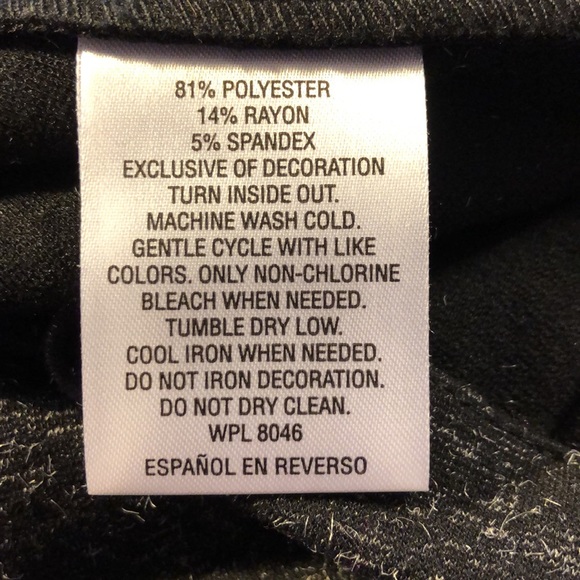 81% POLYESTER
14% RAYON
5% SPANDEX
EXCLUSIVE OF DECORATION
TURN INSIDE OUT.
MACHINE WASH COLD.
GENTLE CYCLE WITH LIKE
COLORS. ONLY NON-CHLORINE
BLEACH WHEN NEEDED.
TUMBLE DRY LOW.
COOL IRON WHEN NEEDED.
DO NOT IRON DECORATION.
DO NOT DRY CLEAN.
WPL 8046
ESPAÑOL EN REVERSO